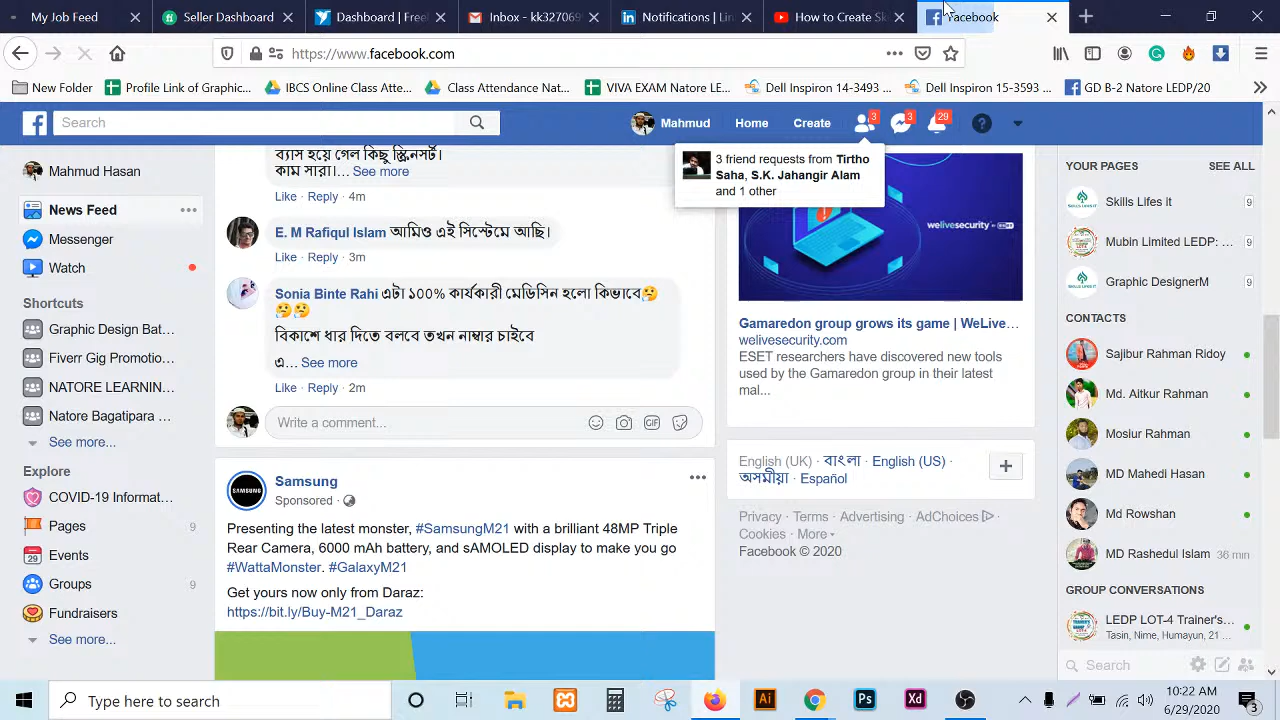 My Job
Seller Dashboard
Dashboard | Free
Inbox - kk327069
Notifications | Lin
How to Create Sk
Facebook
https://www.facebook.com
Not Folder
Profile Link of Graphic...
IBCS Online Class Atte...
Class Attendance Nat...
VIVA EXAM Natore LE...
Dell Inspiron 14-3493 ...
Dell Inspiron 15-3593 ...
GD B-2 Natore LEDP/20
Search
Mahmud
Home
Create
3
3
29
3 friend requests from Tirtho
Saha, S.K. Jahangir Alam
and 1 other
Mahmud Hasan
News Feed
Messenger
Watch
Shortcuts
Graphic Design Bat...
Fiverr Gig Promotio...
NATORE LEARNIN...
Natore Bagatipara ...
See more...
Explore
COVID-19 Informat...
Pages 9
Events
Groups 9
Fundraisers
See more...
ব্যাস হয়ে গেল কিছু স্ক্রিনসর্ট।
কাম সারা।... See more
Like · Reply · 4m
E. M Rafiqul Islam আমিও এই সিস্টেমে আছি।
Like · Reply · 3m
Sonia Binte Rahi এটা ১০০% কার্যকারী মেডিসিন হলো কিভাবে🤔
😢😢
বিকাশে ধার দিতে বলবে তখন নাম্বার চাইবে
এ... See more
Like · Reply · 2m
Write a comment...
GIF
Samsung
SAMSUNG
Sponsored ·
Presenting the latest monster, #SamsungM21 with a brilliant 48MP Triple
Rear Camera, 6000 mAh battery, and sAMOLED display to make you go
#WattaMonster. #GalaxyM21
Get yours now only from Daraz:
https://bit.ly/Buy-M21_Daraz
welivesecurity BY eset
Gamaredon group grows its game | WeLive...
welivesecurity.com
ESET researchers have discovered new tools
used by the Gamaredon group in their latest
mal...
English (UK) · বাংলা · English (US) ·
অসমীয়া · Español
Privacy · Terms · Advertising · AdChoices ·
Cookies · More
Facebook © 2020
YOUR PAGES
SEE ALL
Skills Lifes it 9
Mubin Limited LEDP: ... 9
Graphic DesignerM 9
CONTACTS
Sajibur Rahman Ridoy
Md. Aitkur Rahman
Mosiur Rahman
MD Mahedi Hasan
Md Rowshan
MD Rashedul Islam 36 min
GROUP CONVERSATIONS
LEDP LOT-4 Trainer's...
Tasin, Nime, Humayun, 21 ...
Search
Type here to search
Ai
Ps
Xd
10:22 AM
6/29/2020
3